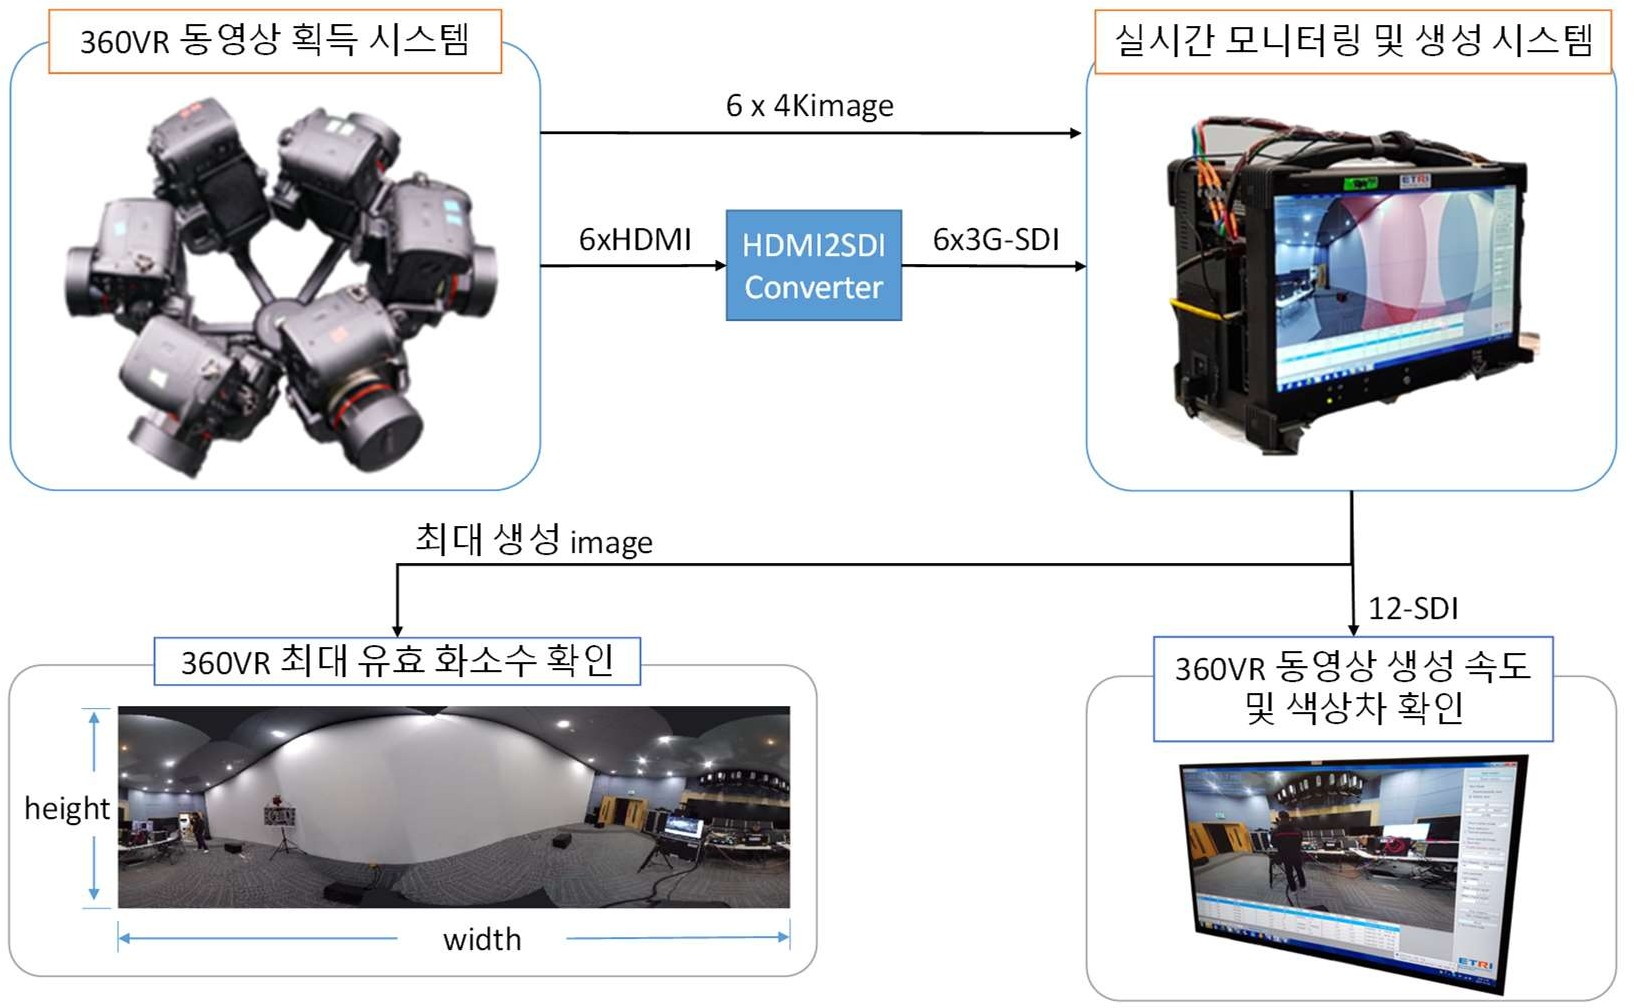 360VR 동영상 획득 시스템
실시간 모니터링 및 생성 시스템
6 x 4Kimage
6xHDMI
HDMI2SDI
Converter
6x3G-SDI
ETRI
최대 생성 image
12-SDI
360VR 최대 유효 화소수 확인
360VR 동영상 생성 속도
및 색상차 확인
height
width
ETRI